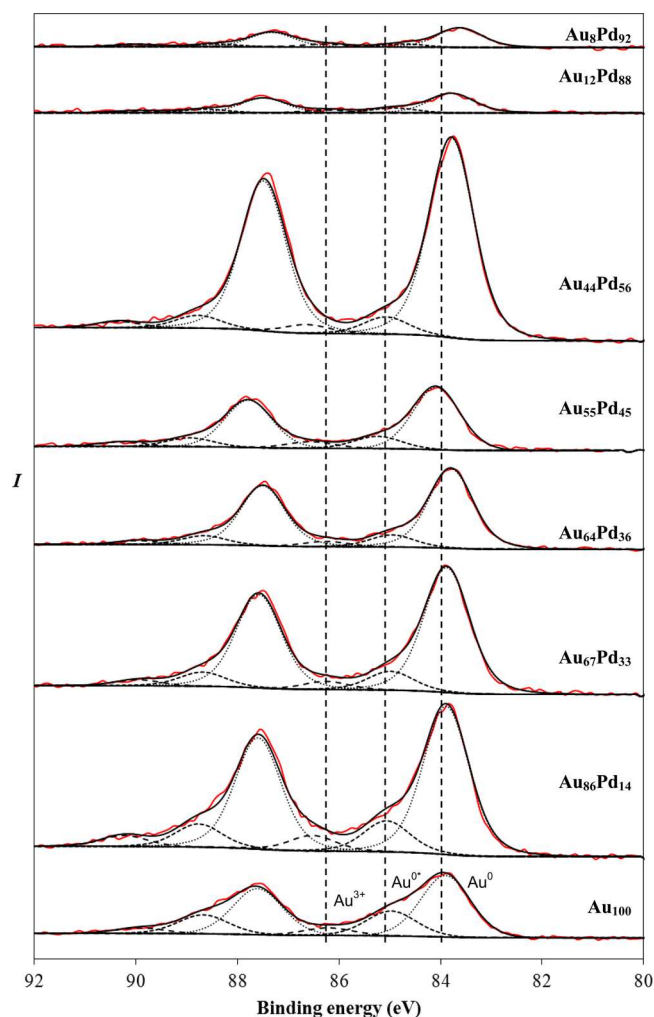 Au₈Pd₉₂
Au₁₂Pd₈₈
Au₄₄Pd₅₆
Au₅₅Pd₄₅
I
Au₆₄Pd₃₆
Au₆₇Pd₃₃
Au₈₆Pd₁₄
Au³⁺ Au⁰* Au⁰
Au₁₀₀
92 90 88 86 84 82 80
Binding energy (eV)